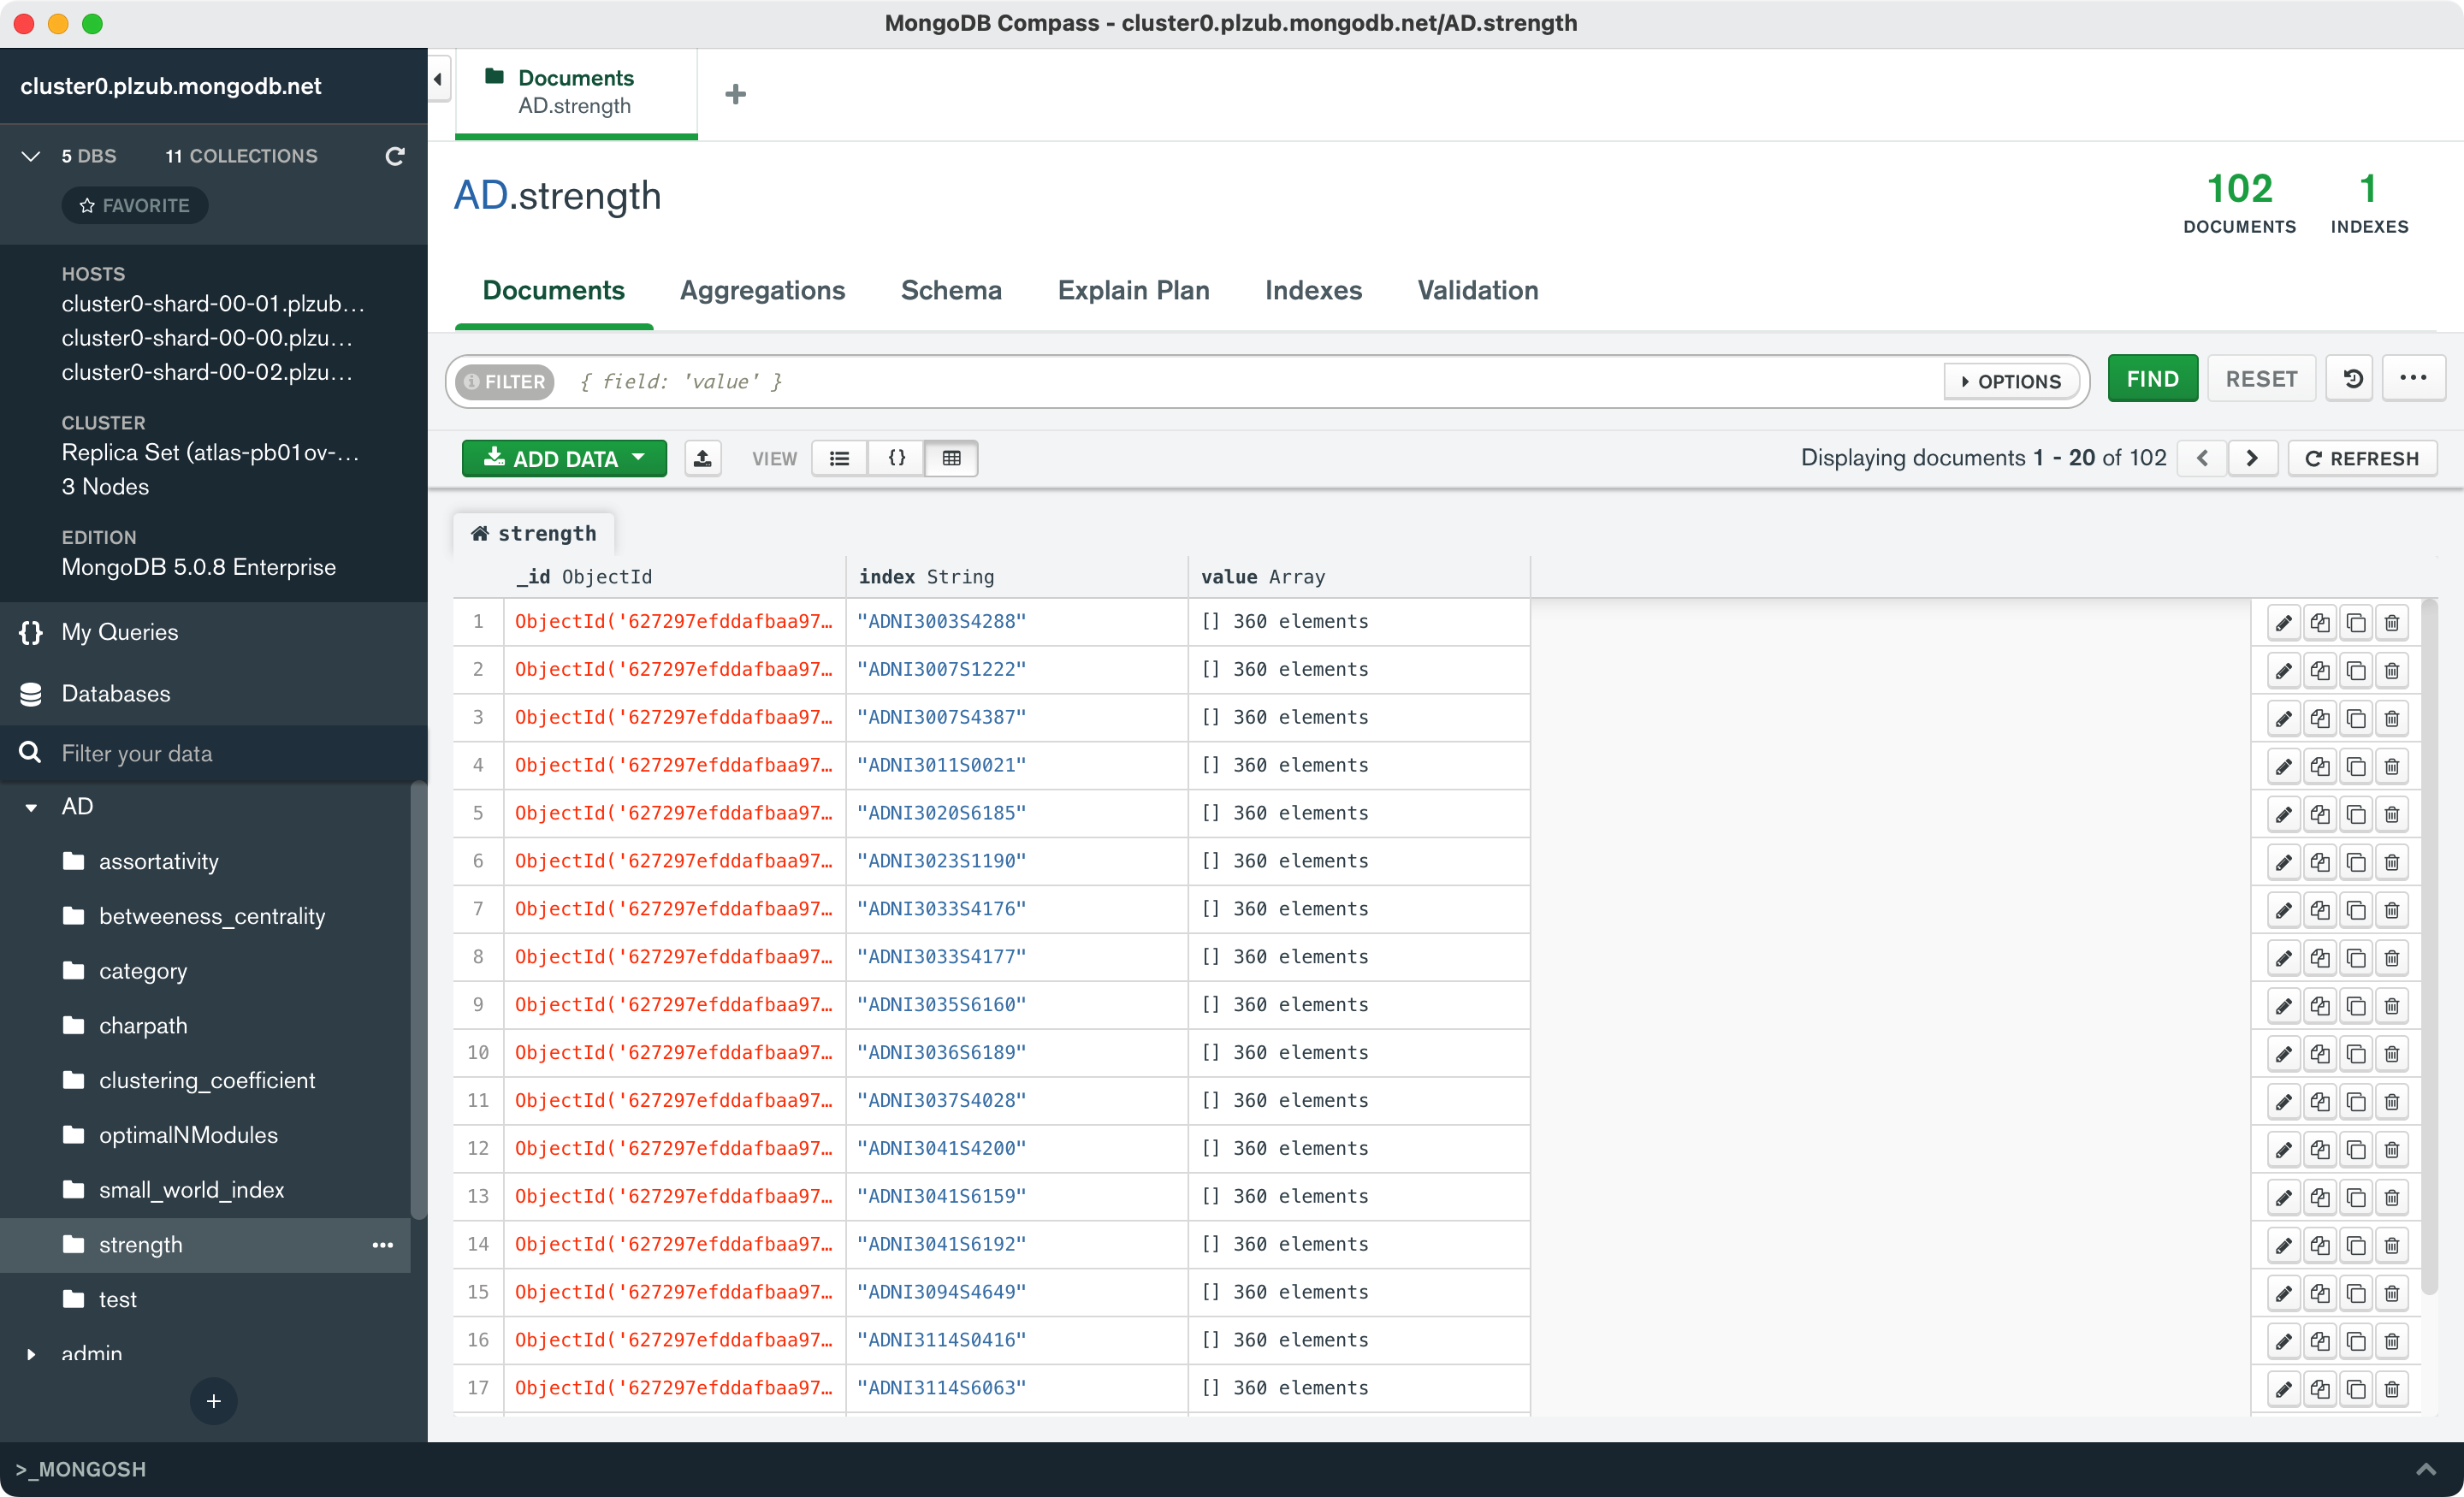 MongoDB Compass - cluster0.plzub.mongodb.net/AD.strength
cluster0.plzub.mongodb.net
5 DBS 11 COLLECTIONS
FAVORITE
HOSTS
cluster0-shard-00-01.plzub...
cluster0-shard-00-00.plzu...
cluster0-shard-00-02.plzu...
CLUSTER
Replica Set (atlas-pb01ov-...
3 Nodes
EDITION
MongoDB 5.0.8 Enterprise
{} My Queries
Databases
Filter your data
AD
assortativity
betweeness_centrality
category
charpath
clustering_coefficient
optimalNModules
small_world_index
strength •••
test
admin
+
Documents
AD.strength
+
AD.strength
102
DOCUMENTS
1
INDEXES
Documents Aggregations Schema Explain Plan Indexes Validation
FILTER { field: 'value' } OPTIONS FIND RESET •••
ADD DATA VIEW {} Displaying documents 1 - 20 of 102 REFRESH
strength
_id ObjectId index String value Array
1 ObjectId('627297efddafbaa97… "ADNI3003S4288" [] 360 elements
2 ObjectId('627297efddafbaa97… "ADNI3007S1222" [] 360 elements
3 ObjectId('627297efddafbaa97… "ADNI3007S4387" [] 360 elements
4 ObjectId('627297efddafbaa97… "ADNI3011S0021" [] 360 elements
5 ObjectId('627297efddafbaa97… "ADNI3020S6185" [] 360 elements
6 ObjectId('627297efddafbaa97… "ADNI3023S1190" [] 360 elements
7 ObjectId('627297efddafbaa97… "ADNI3033S4176" [] 360 elements
8 ObjectId('627297efddafbaa97… "ADNI3033S4177" [] 360 elements
9 ObjectId('627297efddafbaa97… "ADNI3035S6160" [] 360 elements
10 ObjectId('627297efddafbaa97… "ADNI3036S6189" [] 360 elements
11 ObjectId('627297efddafbaa97… "ADNI3037S4028" [] 360 elements
12 ObjectId('627297efddafbaa97… "ADNI3041S4200" [] 360 elements
13 ObjectId('627297efddafbaa97… "ADNI3041S6159" [] 360 elements
14 ObjectId('627297efddafbaa97… "ADNI3041S6192" [] 360 elements
15 ObjectId('627297efddafbaa97… "ADNI3094S4649" [] 360 elements
16 ObjectId('627297efddafbaa97… "ADNI3114S0416" [] 360 elements
17 ObjectId('627297efddafbaa97… "ADNI3114S6063" [] 360 elements
>_MONGOSH